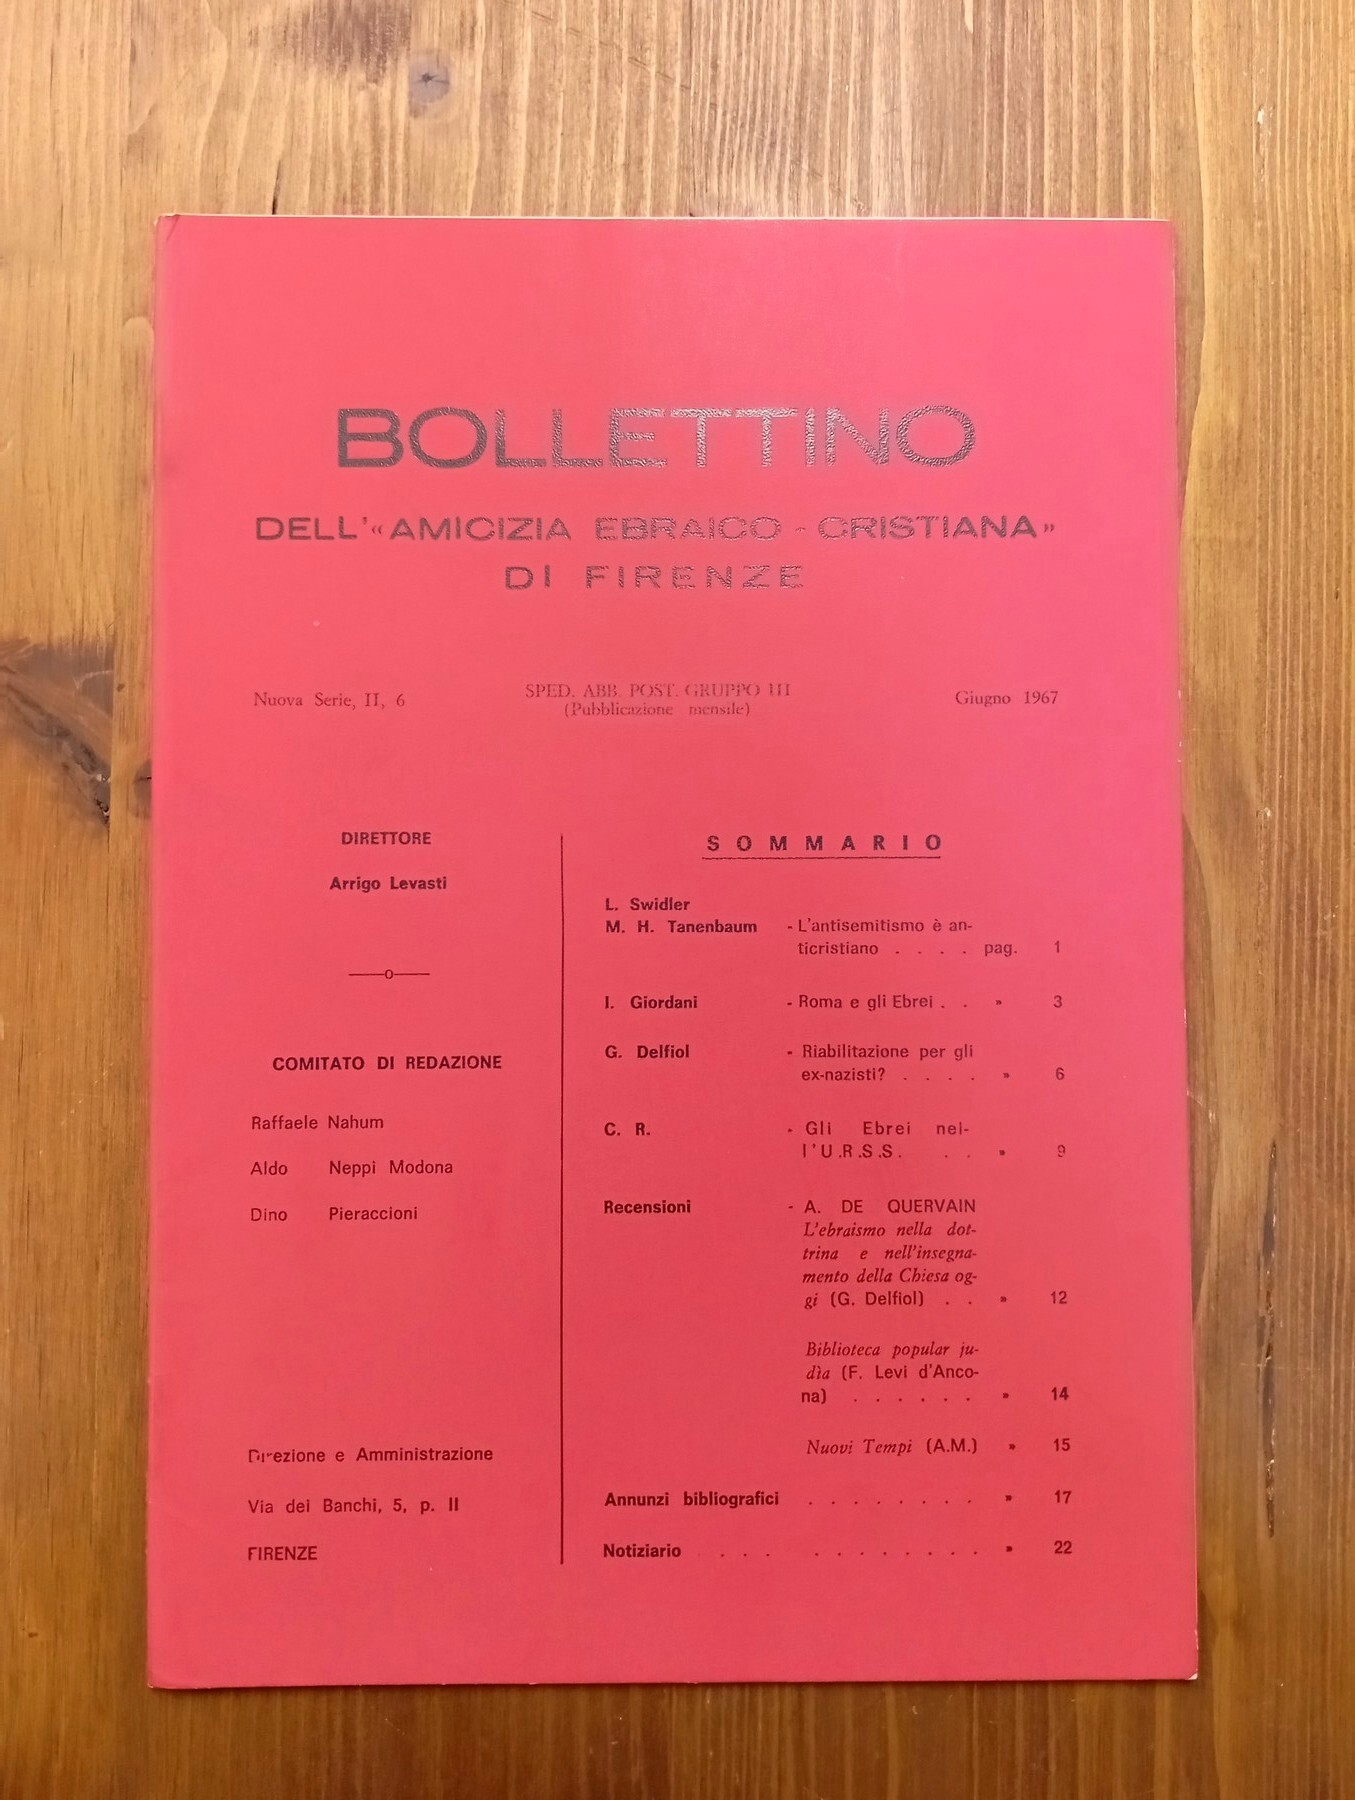 BOLLETTINO
DELL'«AMICIZIA EBRAICO - CRISTIANA»
DI FIRENZE
Nuova Serie, II, 6
SPED. ABB. POST. GRUPPO III
(Pubblicazione mensile)
Giugno 1967
DIRETTORE
Arrigo Levasti
—o—
COMITATO DI REDAZIONE
Raffaele Nahum
Aldo Neppi Modona
Dino Pieraccioni
Direzione e Amministrazione
Via dei Banchi, 5, p. II
FIRENZE
SOMMARIO
L. Swidler
M. H. Tanenbaum - L'antisemitismo è an-
ticristiano . . . . pag. 1
I. Giordani - Roma e gli Ebrei . . » 3
G. Delfiol - Riabilitazione per gli
ex-nazisti? . . . . » 6
C. R. - Gli Ebrei nel-
l'U.R.S.S. . . » 9
Recensioni - A. DE QUERVAIN
L'ebraismo nella dot-
trina e nell'insegna-
mento della Chiesa og-
gi (G. Delfiol) . . » 12
Biblioteca popular ju-
dìa (F. Levi d'Anco-
na) . . . . . . » 14
Nuovi Tempi (A.M.) » 15
Annunzi bibliografici . . . . . . . . » 17
Notiziario . . . . . . . . . . . . » 22